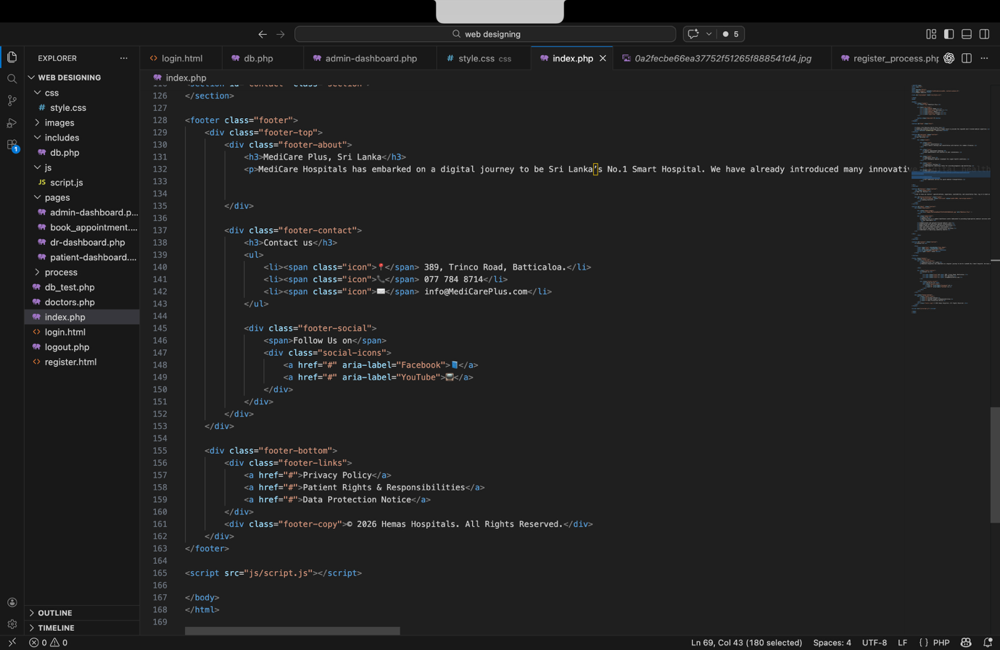 web designing
5
EXPLORER
login.html
db.php
admin-dashboard.php
# style.css css
index.php
0a2fecbe66ea37752f51265f888541d4.jpg
register_process.php
WEB DESIGNING
css
# style.css
images
includes
db.php
js
JS script.js
pages
admin-dashboard.p...
book_appointment....
dr-dashboard.php
patient-dashboard....
process
db_test.php
doctors.php
index.php
login.html
logout.php
register.html
1
index.php
126 </section>
127
128 <footer class="footer">
129 <div class="footer-top">
130 <div class="footer-about">
131 <h3>MediCare Plus, Sri Lanka</h3>
132 <p>MediCare Hospitals has embarked on a digital journey to be Sri Lanka’s No.1 Smart Hospital. We have already introduced many innovativ
133
134
135 </div>
136
137 <div class="footer-contact">
138 <h3>Contact us</h3>
139 <ul>
140 <li><span class="icon">📍</span> 389, Trinco Road, Batticaloa.</li>
141 <li><span class="icon">📞</span> 077 784 8714</li>
142 <li><span class="icon">✉️</span> info@MediCarePlus.com</li>
143 </ul>
144
145 <div class="footer-social">
146 <span>Follow Us on</span>
147 <div class="social-icons">
148 <a href="#" aria-label="Facebook">📘</a>
149 <a href="#" aria-label="YouTube">📺</a>
150 </div>
151 </div>
152 </div>
153 </div>
154
155 <div class="footer-bottom">
156 <div class="footer-links">
157 <a href="#">Privacy Policy</a>
158 <a href="#">Patient Rights & Responsibilities</a>
159 <a href="#">Data Protection Notice</a>
160 </div>
161 <div class="footer-copy">© 2026 Hemas Hospitals. All Rights Reserved.</div>
162 </div>
163 </footer>
164
165 <script src="js/script.js"></script>
166
167 </body>
168 </html>
169
OUTLINE
TIMELINE
0 0
Ln 69, Col 43 (180 selected)
Spaces: 4
UTF-8
LF
{ } PHP